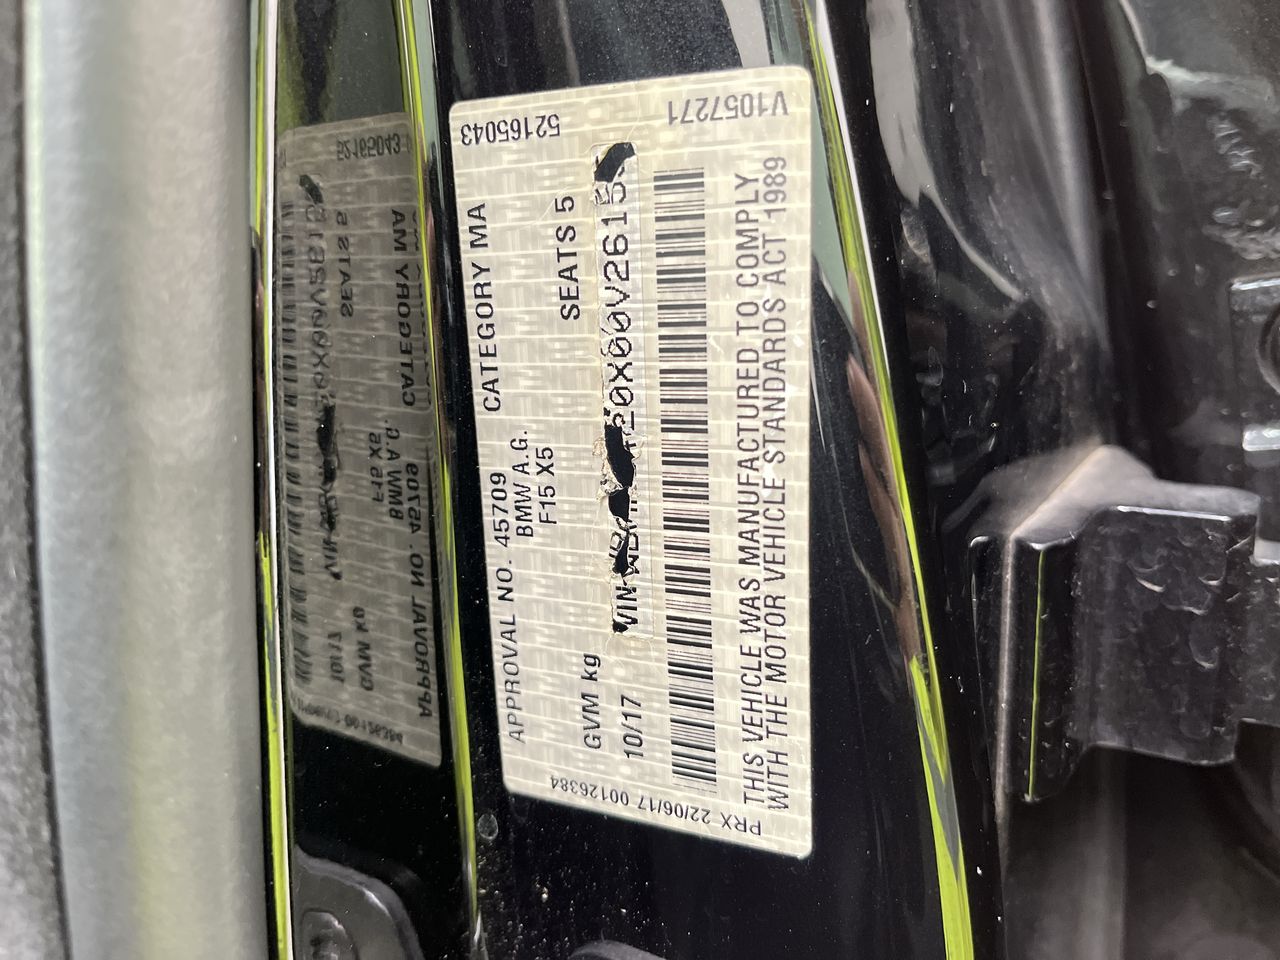 52165043
V1057271
APPROVAL NO. 45709 CATEGORY MA
BMW A.G.
F15 X5
SEATS 5
GVM kg
VIN
10/17
THIS VEHICLE WAS MANUFACTURED TO COMPLY
WITH THE MOTOR VEHICLE STANDARDS ACT 1989
PRX 22/06/17 00126384